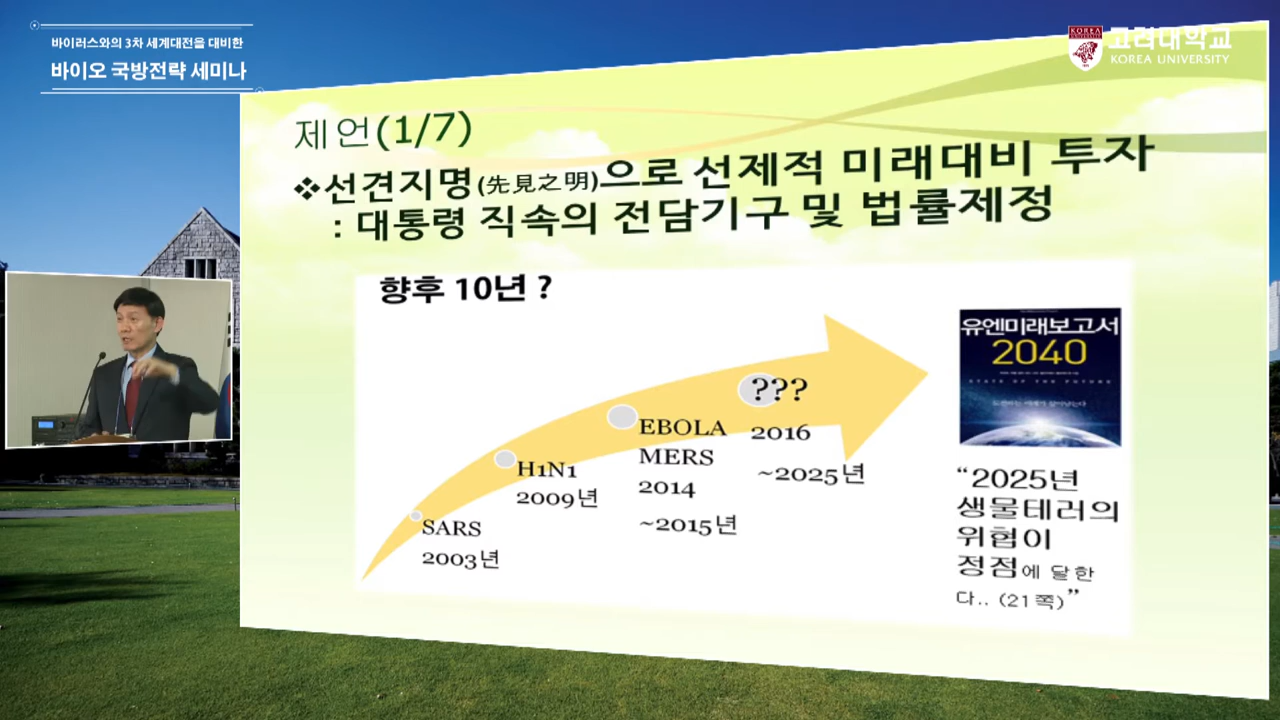 바이러스와의 3차 세계대전을 대비한
바이오 국방전략 세미나
KOREA
고려대학교
KOREA UNIVERSITY
제언(1/7)
❖선견지명(先見之明)으로 선제적 미래대비 투자
: 대통령 직속의 전담기구 및 법률제정
향후 10년 ?
SARS
2003년
H1N1
2009년
EBOLA
MERS
2014
~2015년
???
2016
~2025년
유엔미래보고서
2040
STATE OF THE FUTURE
“2025년
생물테러의
위협이
정점에 달한
다.. (21쪽)”